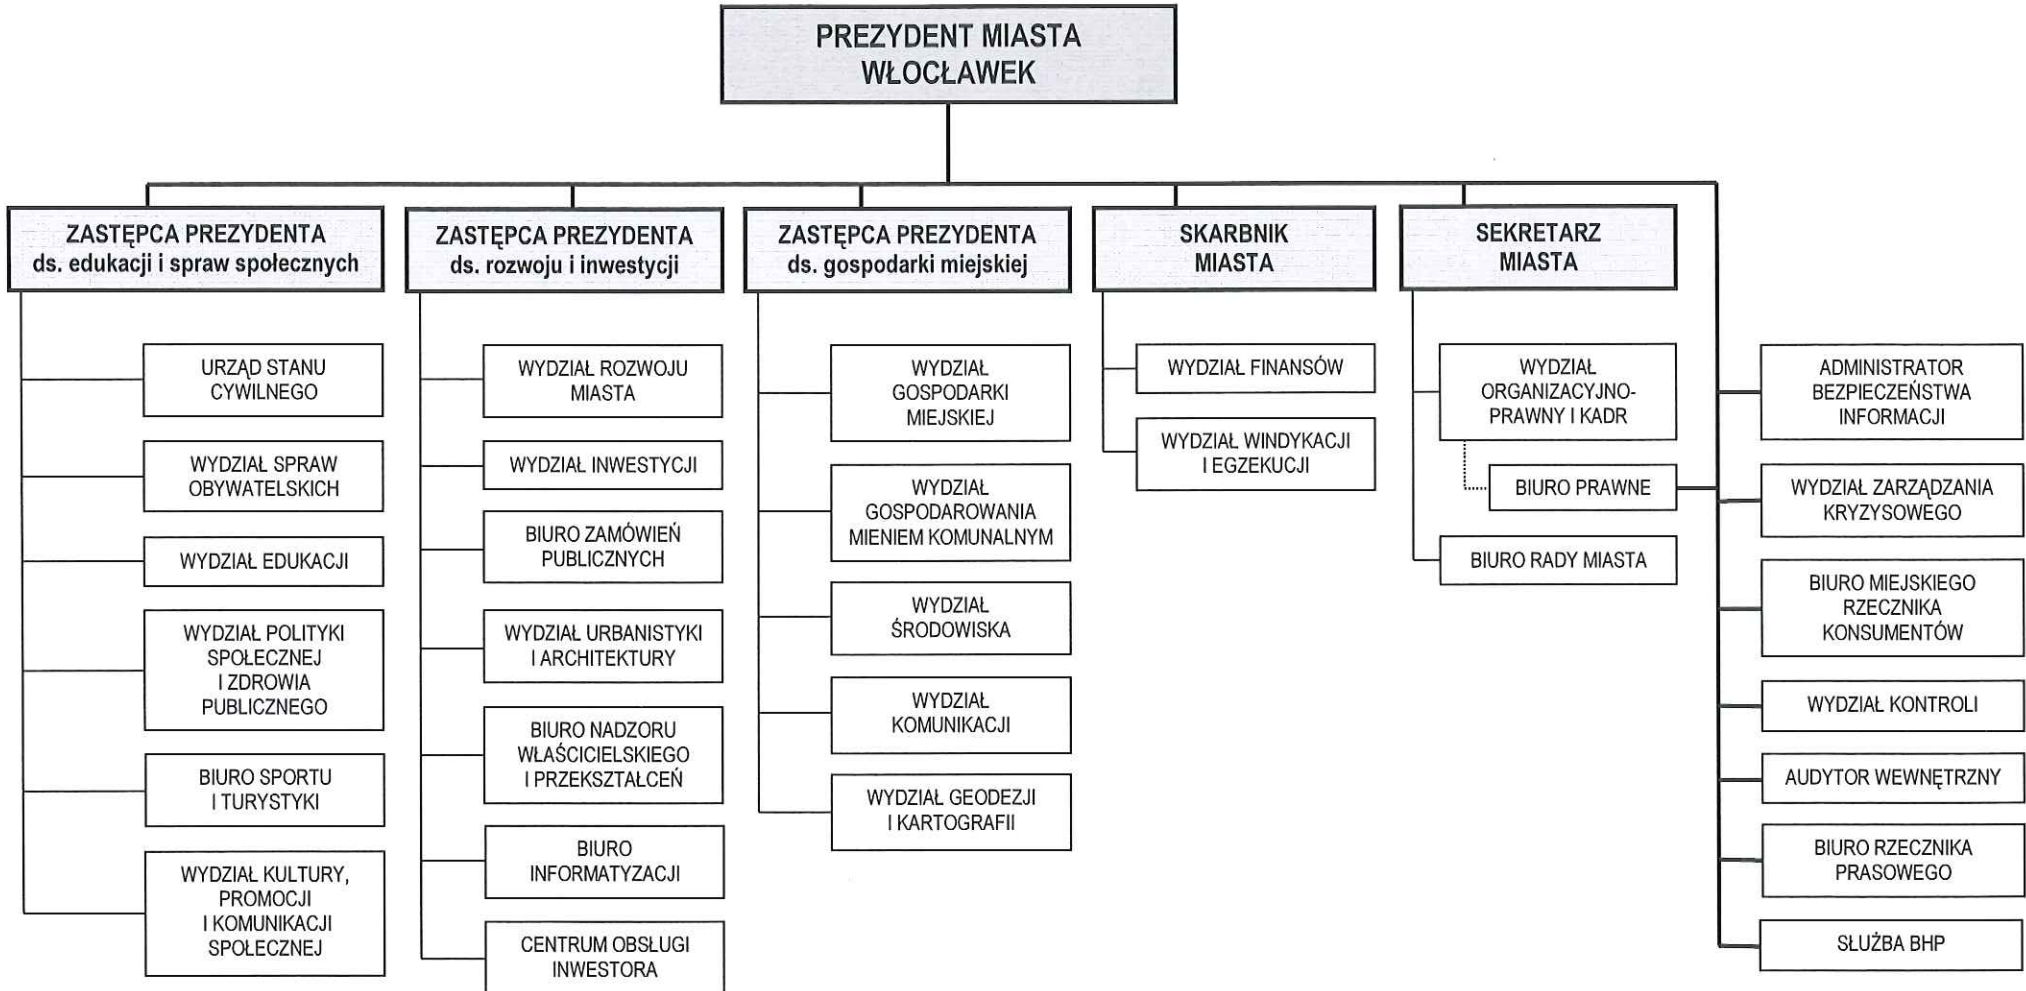 PREZYDENT MIASTA
WŁOCŁAWEK
ZASTĘPCA PREZYDENTA
ds. edukacji i spraw społecznych
URZĄD STANU
CYWILNEGO
WYDZIAŁ SPRAW
OBYWATELSKICH
WYDZIAŁ EDUKACJI
WYDZIAŁ POLITYKI
SPOŁECZNEJ
I ZDROWIA
PUBLICZNEGO
BIURO SPORTU
I TURYSTYKI
WYDZIAŁ KULTURY,
PROMOCJI
I KOMUNIKACJI
SPOŁECZNEJ
ZASTĘPCA PREZYDENTA
ds. rozwoju i inwestycji
WYDZIAŁ ROZWOJU
MIASTA
WYDZIAŁ INWESTYCJI
BIURO ZAMÓWIEŃ
PUBLICZNYCH
WYDZIAŁ URBANISTYKI
I ARCHITEKTURY
BIURO NADZORU
WŁAŚCICIELSKIEGO
I PRZEKSZTAŁCEŃ
BIURO
INFORMATYZACJI
CENTRUM OBSŁUGI
INWESTORA
ZASTĘPCA PREZYDENTA
ds. gospodarki miejskiej
WYDZIAŁ
GOSPODARKI
MIEJSKIEJ
WYDZIAŁ
GOSPODAROWANIA
MIENIEM KOMUNALNYM
WYDZIAŁ
ŚRODOWISKA
WYDZIAŁ
KOMUNIKACJI
WYDZIAŁ GEODEZJI
I KARTOGRAFII
SKARBNIK
MIASTA
WYDZIAŁ FINANSÓW
WYDZIAŁ WINDYKACJI
I EGZEKUCJI
SEKRETARZ
MIASTA
WYDZIAŁ
ORGANIZACYJNO-
PRAWNY I KADR
BIURO PRAWNE
BIURO RADY MIASTA
ADMINISTRATOR
BEZPIECZEŃSTWA
INFORMACJI
WYDZIAŁ ZARZĄDZANIA
KRYZYSOWEGO
BIURO MIEJSKIEGO
RZECZNIKA
KONSUMENTÓW
WYDZIAŁ KONTROLI
AUDYTOR WEWNĘTRZNY
BIURO RZECZNIKA
PRASOWEGO
SŁUŻBA BHP